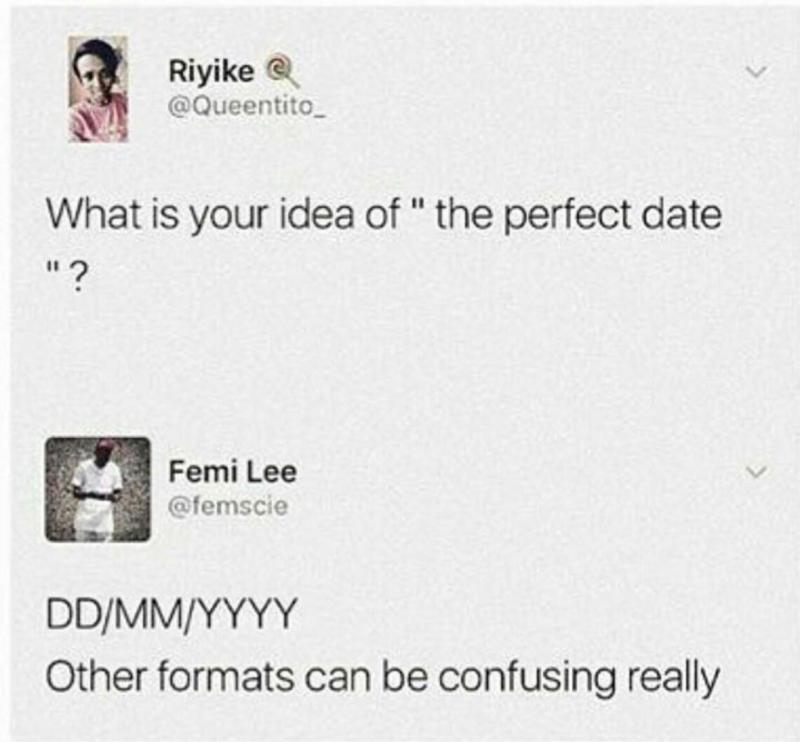 Riyike 🍭
@Queentito_
What is your idea of " the perfect date
" ?
Femi Lee
@femscie
DD/MM/YYYY
Other formats can be confusing really